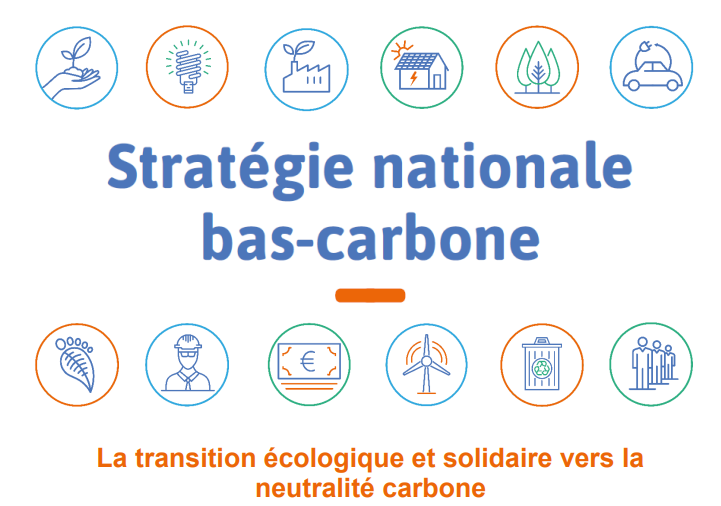 Stratégie nationale
bas-carbone
€
La transition écologique et solidaire vers la
neutralité carbone